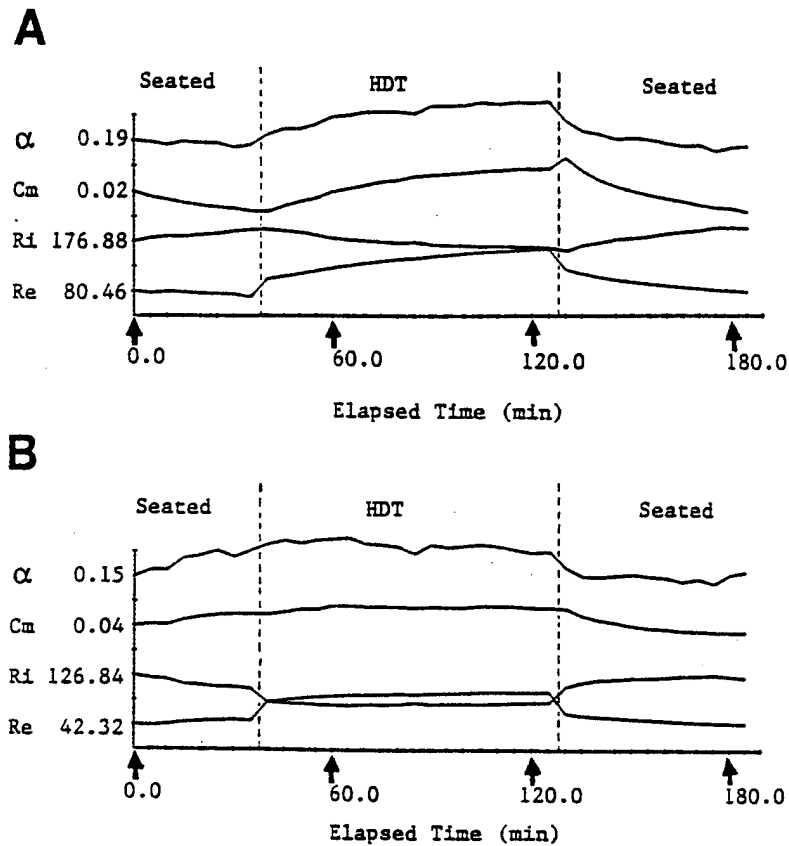 A
Seated HDT Seated
α 0.19
Cm 0.02
Ri 176.88
Re 80.46
0.0 60.0 120.0 180.0
Elapsed Time (min)
B
Seated HDT Seated
α 0.15
Cm 0.04
Ri 126.84
Re 42.32
0.0 60.0 120.0 180.0
Elapsed Time (min)